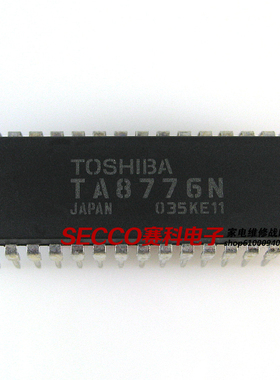 TOSHIBA
TA8776N
JAPAN 035KE11
SECCO赛科电子